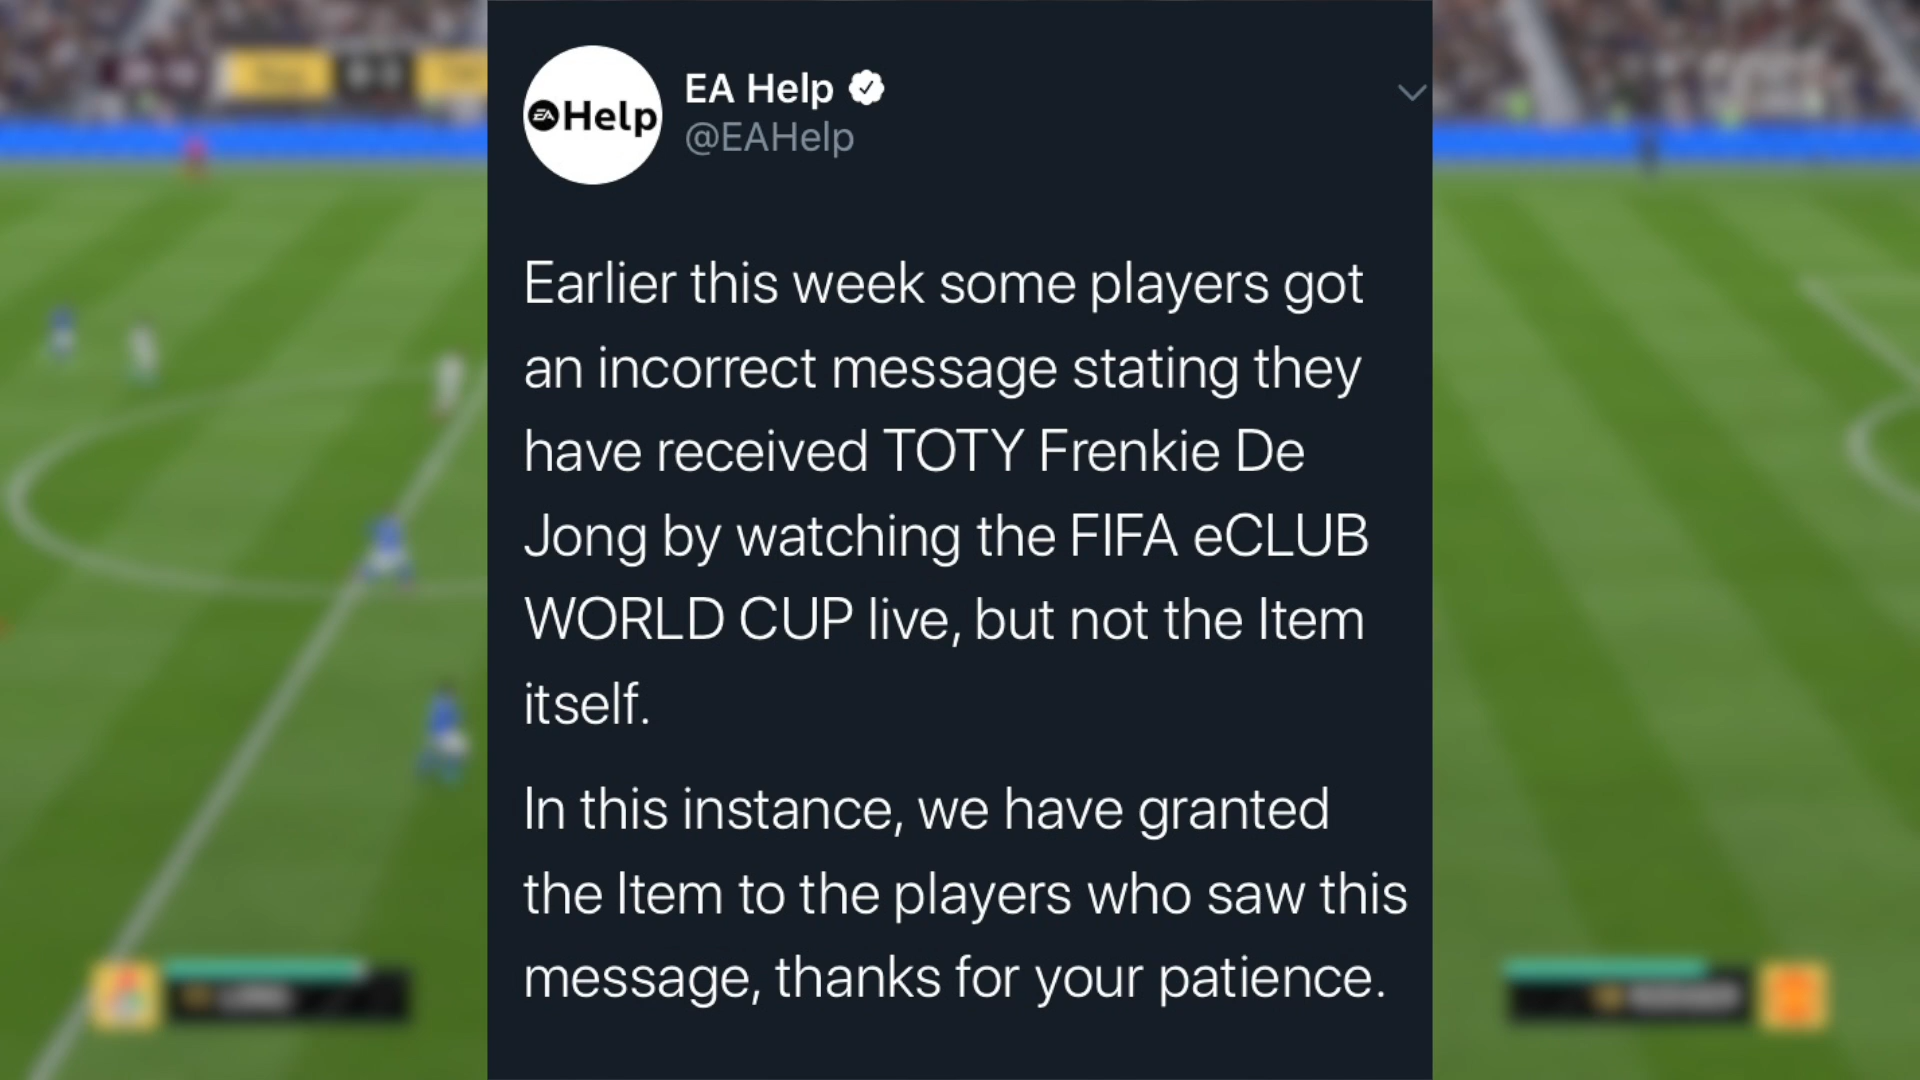 EA Help
@EAHelp
EA Help
Earlier this week some players got
an incorrect message stating they
have received TOTY Frenkie De
Jong by watching the FIFA eCLUB
WORLD CUP live, but not the Item
itself.
In this instance, we have granted
the Item to the players who saw this
message, thanks for your patience.